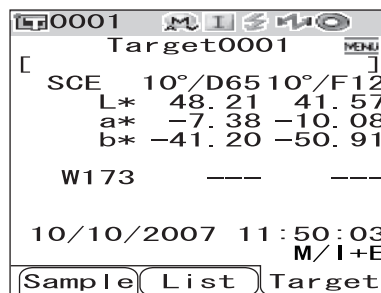 0001 M I
Target0001 MENU
[ ]
SCE 10°/D65 10°/F12
L* 48.21 41.57
a* −7.38 −10.08
b* −41.20 −50.91
W173 ––– –––
10/10/2007 11:50:03
M/I+E
Sample List Target